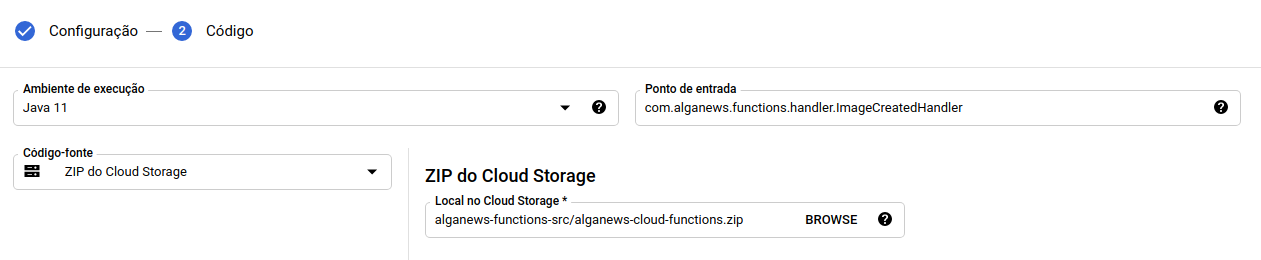 Configuração
2 Código
Ambiente de execução
Java 11
Ponto de entrada
com.alganews.functions.handler.ImageCreatedHandler
Código-fonte
ZIP do Cloud Storage
ZIP do Cloud Storage
Local no Cloud Storage *
alganews-functions-src/alganews-cloud-functions.zip BROWSE